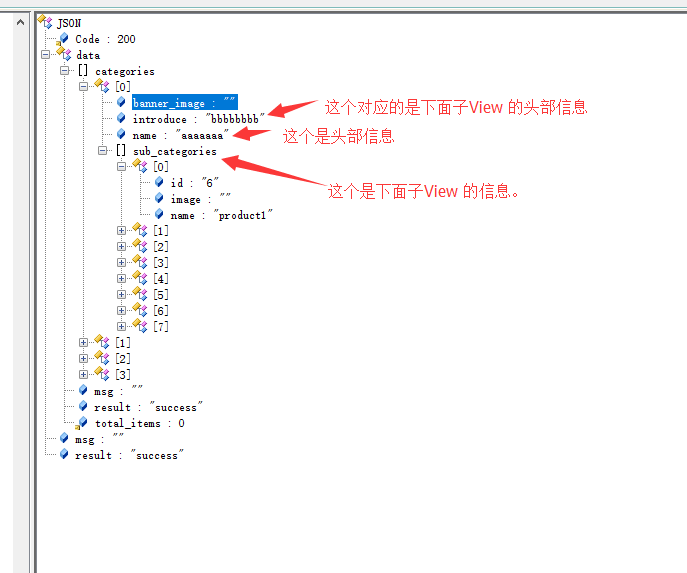 JSON
Code : 200
data
[] categories
[0]
banner_image : ""
introduce : "bbbbbbbb"
这个对应的是下面子View 的头部信息
name : "aaaaaaa"
这个是头部信息
[] sub_categories
[0]
这个是下面子View 的信息。
id : "6"
image : ""
name : "product1"
[1]
[2]
[3]
[4]
[5]
[6]
[7]
[1]
[2]
[3]
msg : ""
result : "success"
total_items : 0
msg : ""
result : "success"